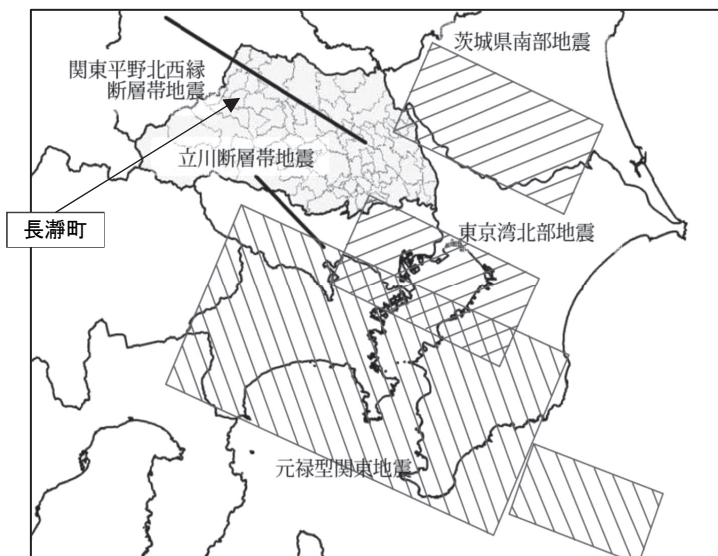 茨城県南部地震
関東平野北西縁
断層帯地震
立川断層帯地震
長瀞町
東京湾北部地震
元禄型関東地震